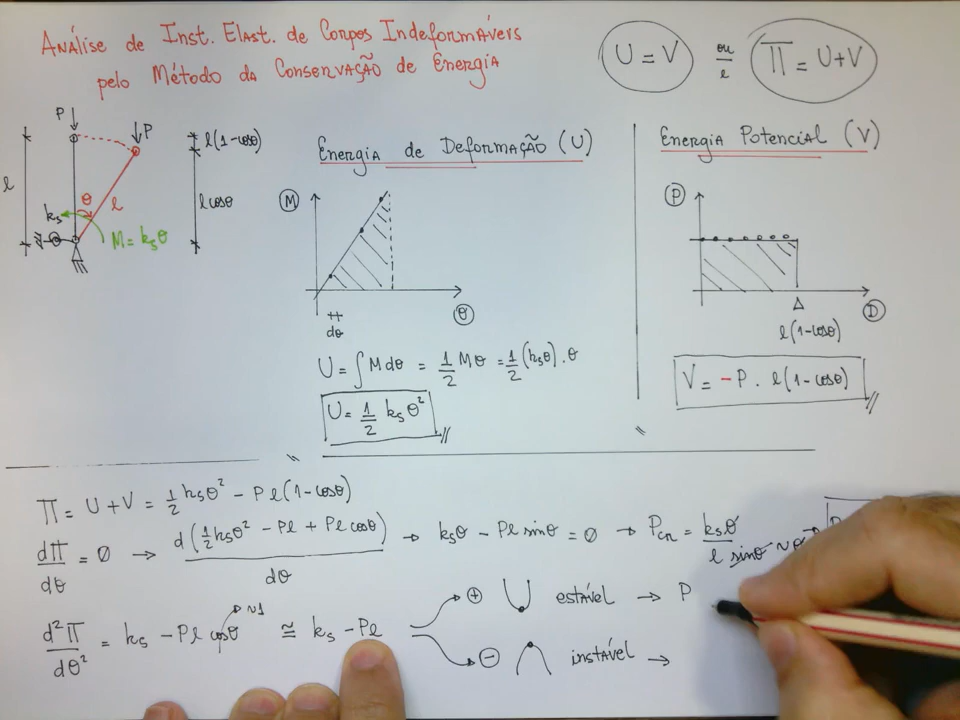 Análise de Inst. Elast. de Corpos Indeformáveis
pelo Método da Conservação de Energia
U = V ou Π = U+V
P
P
l(1-cosθ)
l
θ
l
l cosθ
ks
M = ksθ
Energia de Deformação (U)
M
θ
dθ
U = ∫ M dθ = 1/2 Mθ = 1/2 (ksθ) . θ
U = 1/2 ks θ²
Energia Potencial (V)
P
D
Δ
l(1-cosθ)
V = - P . l(1-cosθ)
Π = U+V = 1/2 ksθ² - Pl(1-cosθ)
dΠ/dθ = 0 → d(1/2 ksθ² - Pl + Pl cosθ)/dθ → ksθ - Pl sinθ = 0 → Pcr = ksθ/l sinθ →
d²Π/dθ² = ks - Pl cosθ ~1 ≅ ks - Pl
+ estável → P
- instável →